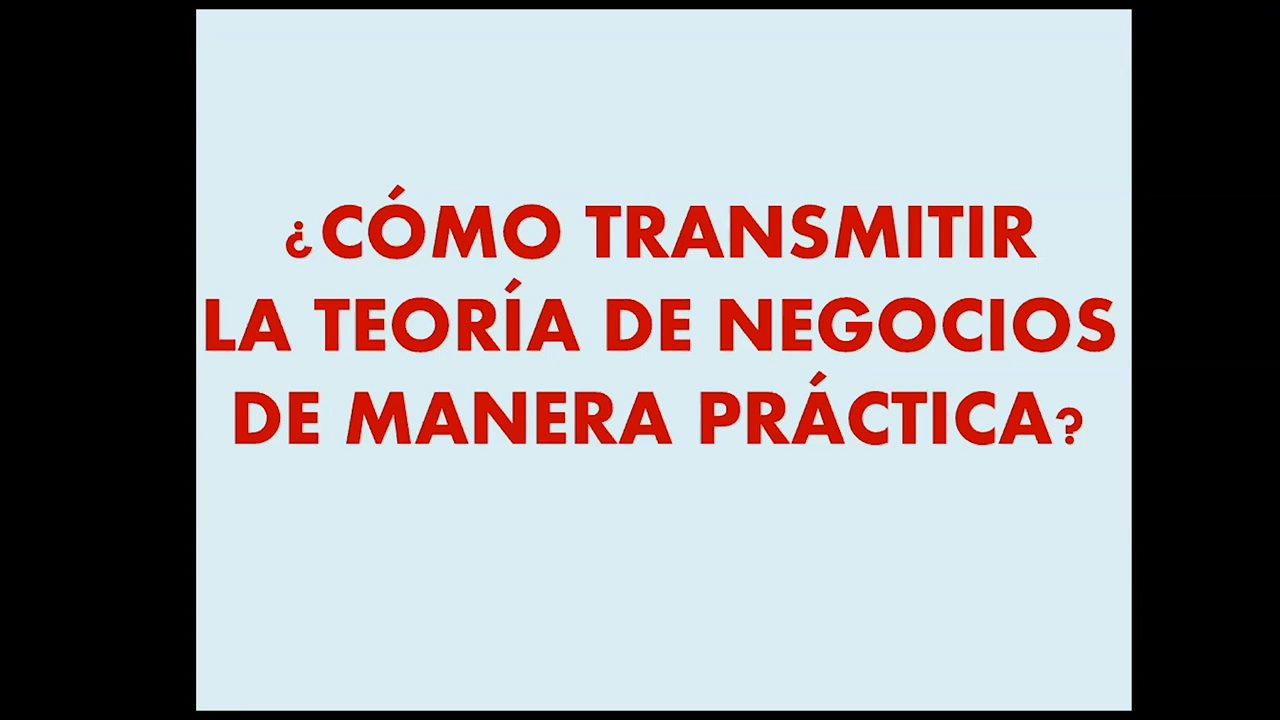 ¿CÓMO TRANSMITIR
LA TEORÍA DE NEGOCIOS
DE MANERA PRÁCTICA?